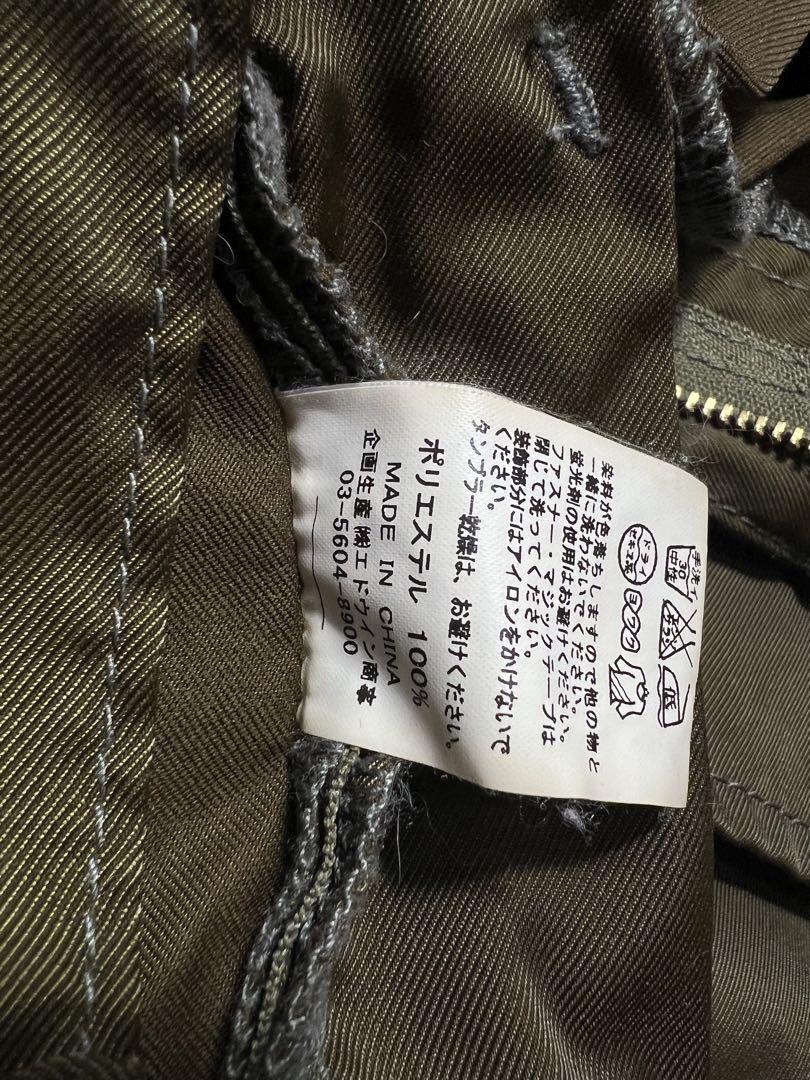 手洗イ 30 中性 エンソサラシ 低
ドライ セキユ系
染料が色落ちしますので他の物と
一緒に洗わないでください。
蛍光剤の使用はお避けください。
ファスナー・マジックテープは
閉じて洗ってください。
装飾部分にはアイロンをかけないで
ください。
タンブラー乾燥は、お避けください。
ポリエステル 100%
MADE IN CHINA
企画生産 ㈱エドウイン商事
03-5604-8900